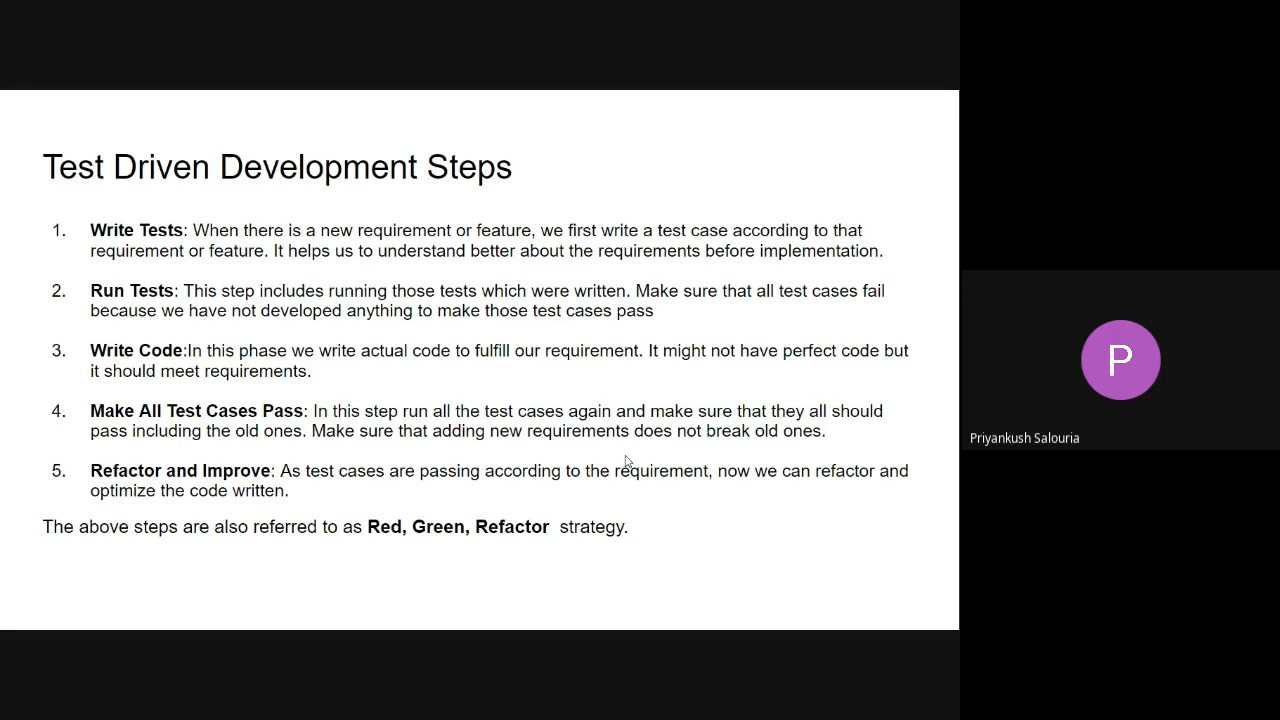 Test Driven Development Steps
1. Write Tests: When there is a new requirement or feature, we first write a test case according to that
requirement or feature. It helps us to understand better about the requirements before implementation.
2. Run Tests: This step includes running those tests which were written. Make sure that all test cases fail
because we have not developed anything to make those test cases pass
3. Write Code:In this phase we write actual code to fulfill our requirement. It might not have perfect code but
it should meet requirements.
4. Make All Test Cases Pass: In this step run all the test cases again and make sure that they all should
pass including the old ones. Make sure that adding new requirements does not break old ones.
5. Refactor and Improve: As test cases are passing according to the requirement, now we can refactor and
optimize the code written.
The above steps are also referred to as Red, Green, Refactor strategy.
P
Priyankush Salouria